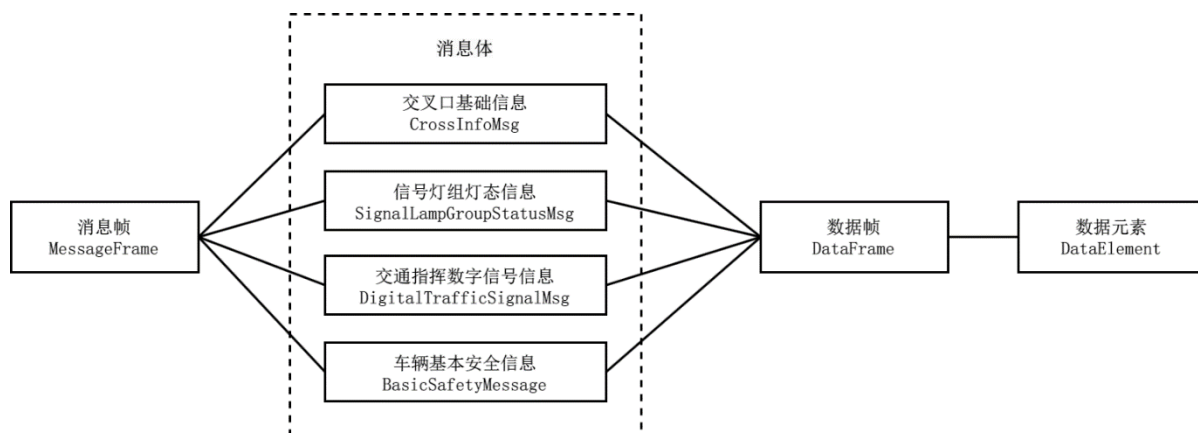 消息体
交叉口基础信息
CrossInfoMsg
信号灯组灯态信息
SignalLampGroupStatusMsg
消息帧
MessageFrame
数据帧
DataFrame
数据元素
DataElement
交通指挥数字信号信息
DigitalTrafficSignalMsg
车辆基本安全信息
BasicSafetyMessage